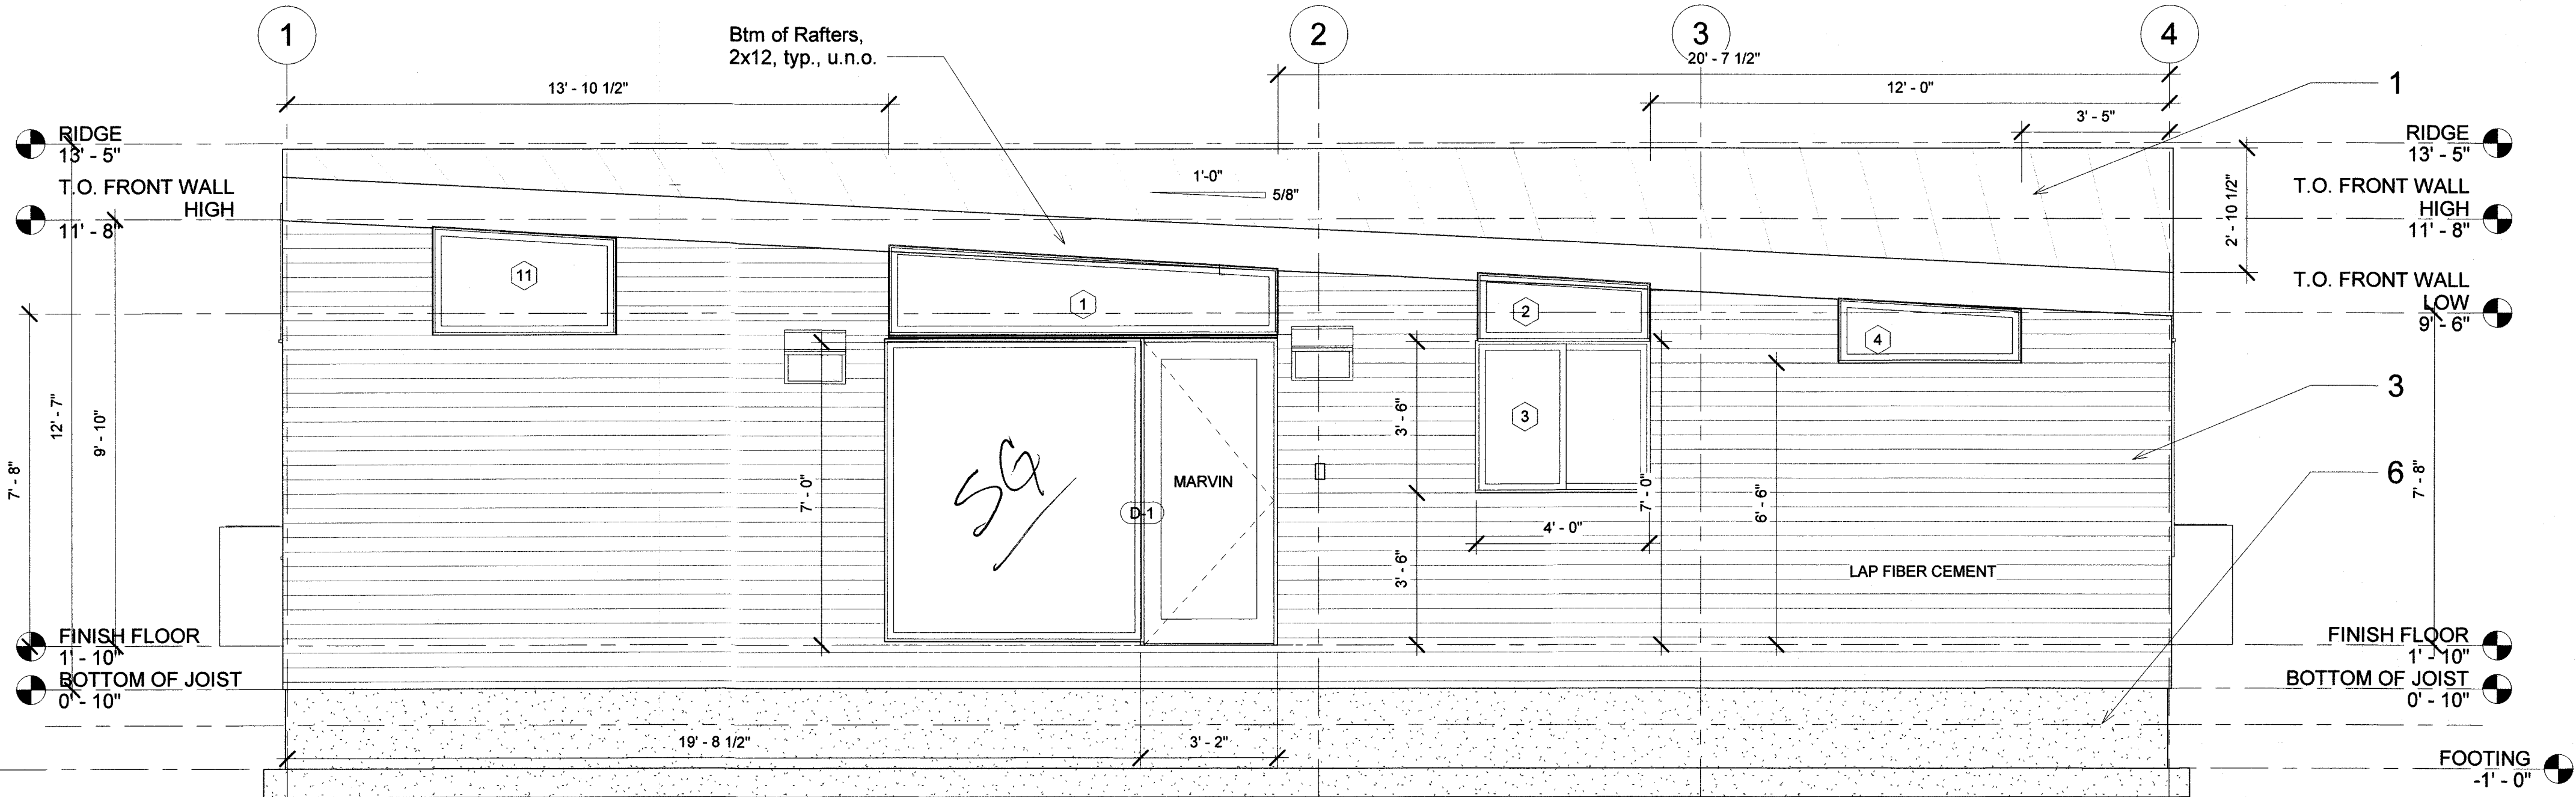 1
2
3
4
Btm of Rafters,
2x12, typ., u.n.o.
20' - 7 1/2"
13' - 10 1/2"
12' - 0"
3' - 5"
1
RIDGE
13' - 5"
T.O. FRONT WALL
HIGH
11' - 8"
RIDGE
13' - 5"
T.O. FRONT WALL
HIGH
11' - 8"
T.O. FRONT WALL
LOW
9' - 6"
2' - 10 1/2"
1'-0"
5/8"
11
1
2
4
3
3
6
12' - 7"
9' - 10"
7' - 8"
7' - 0"
SG
D-1
MARVIN
3' - 6"
3' - 6"
4' - 0"
7' - 0"
6' - 6"
7' - 8"
LAP FIBER CEMENT
FINISH FLOOR
1' - 10"
BOTTOM OF JOIST
0' - 10"
FINISH FLOOR
1' - 10"
BOTTOM OF JOIST
0' - 10"
19' - 8 1/2"
3' - 2"
FOOTING
-1' - 0"